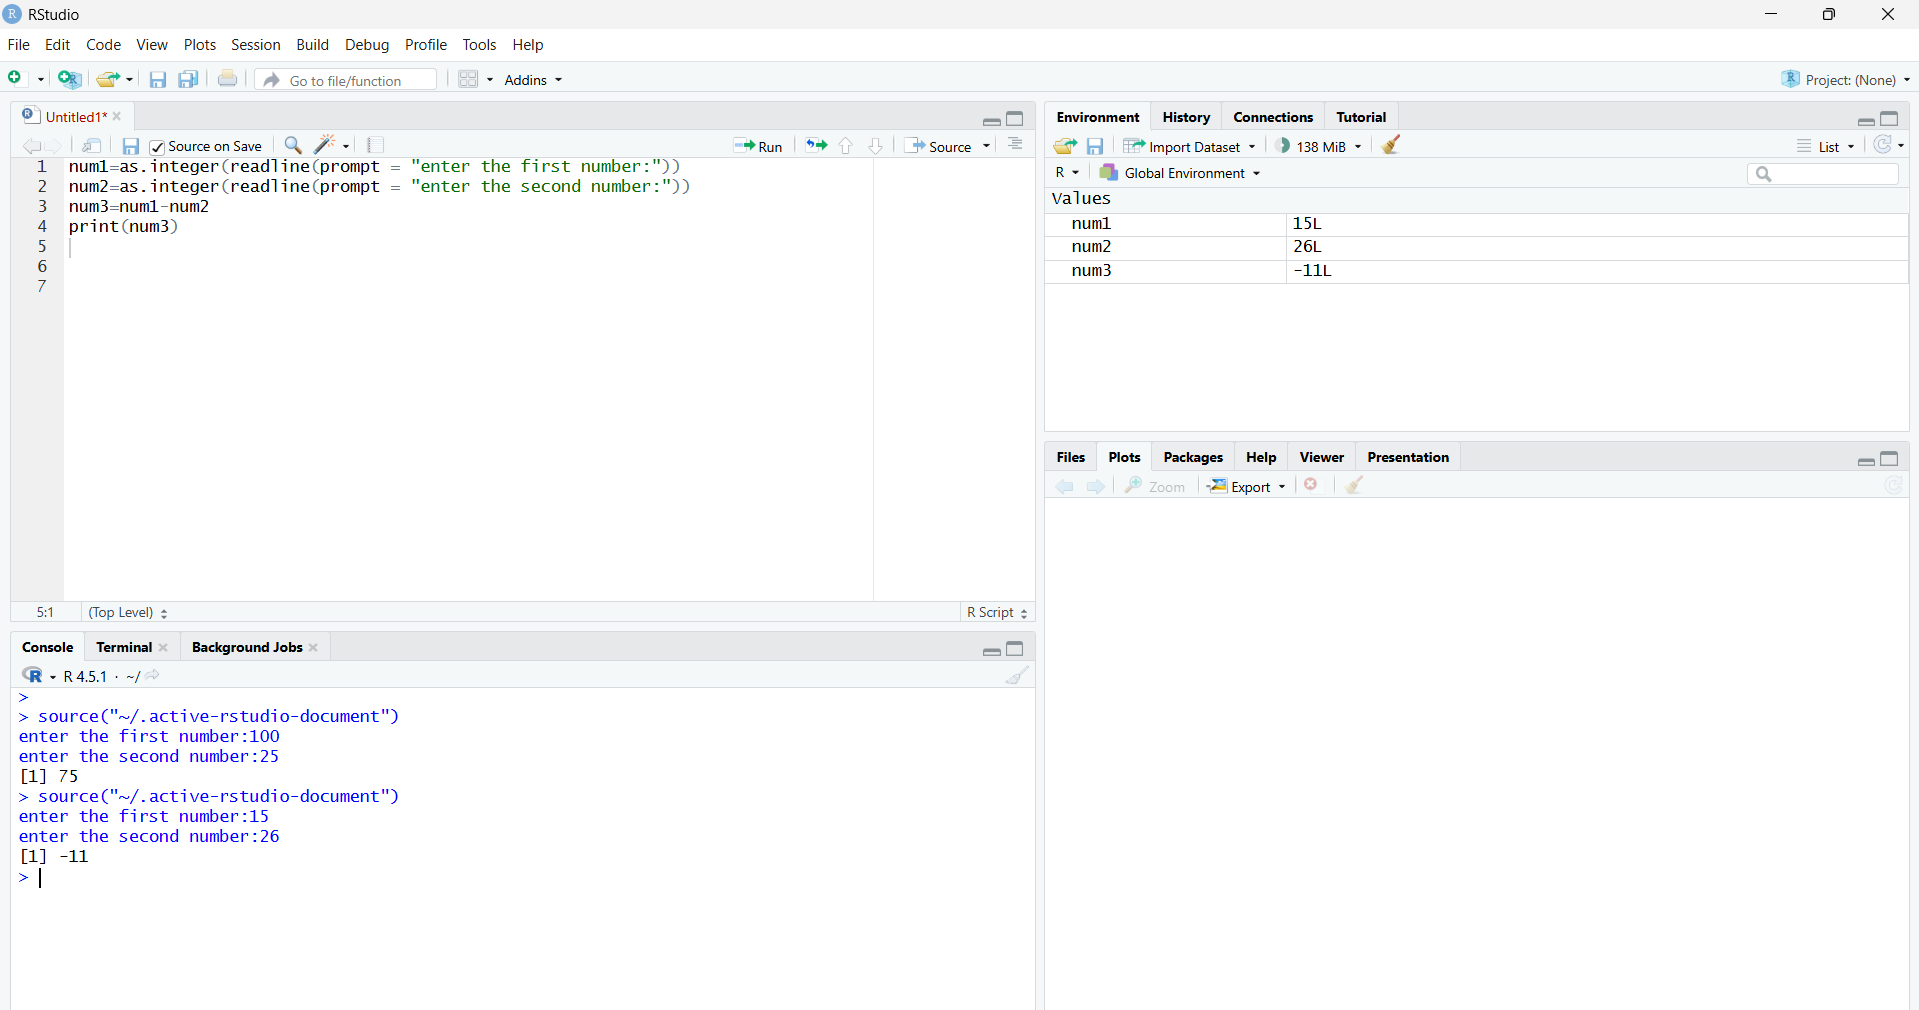 RStudio
File Edit Code View Plots Session Build Debug Profile Tools Help
Go to file/function Addins Project: (None)
Untitled1*
Source on Save Run Source
1 num1=as.integer(readline(prompt = "enter the first number:"))
2 num2=as.integer(readline(prompt = "enter the second number:"))
3 num3=num1-num2
4 print(num3)
5
6
7
5:1 (Top Level) R Script
Console Terminal Background Jobs
R 4.5.1 · ~/
>
> source("~/.active-rstudio-document")
enter the first number:100
enter the second number:25
[1] 75
> source("~/.active-rstudio-document")
enter the first number:15
enter the second number:26
[1] -11
>
Environment History Connections Tutorial
Import Dataset 138 MiB List
R Global Environment
Values
num1 15L
num2 26L
num3 -11L
Files Plots Packages Help Viewer Presentation
Zoom Export